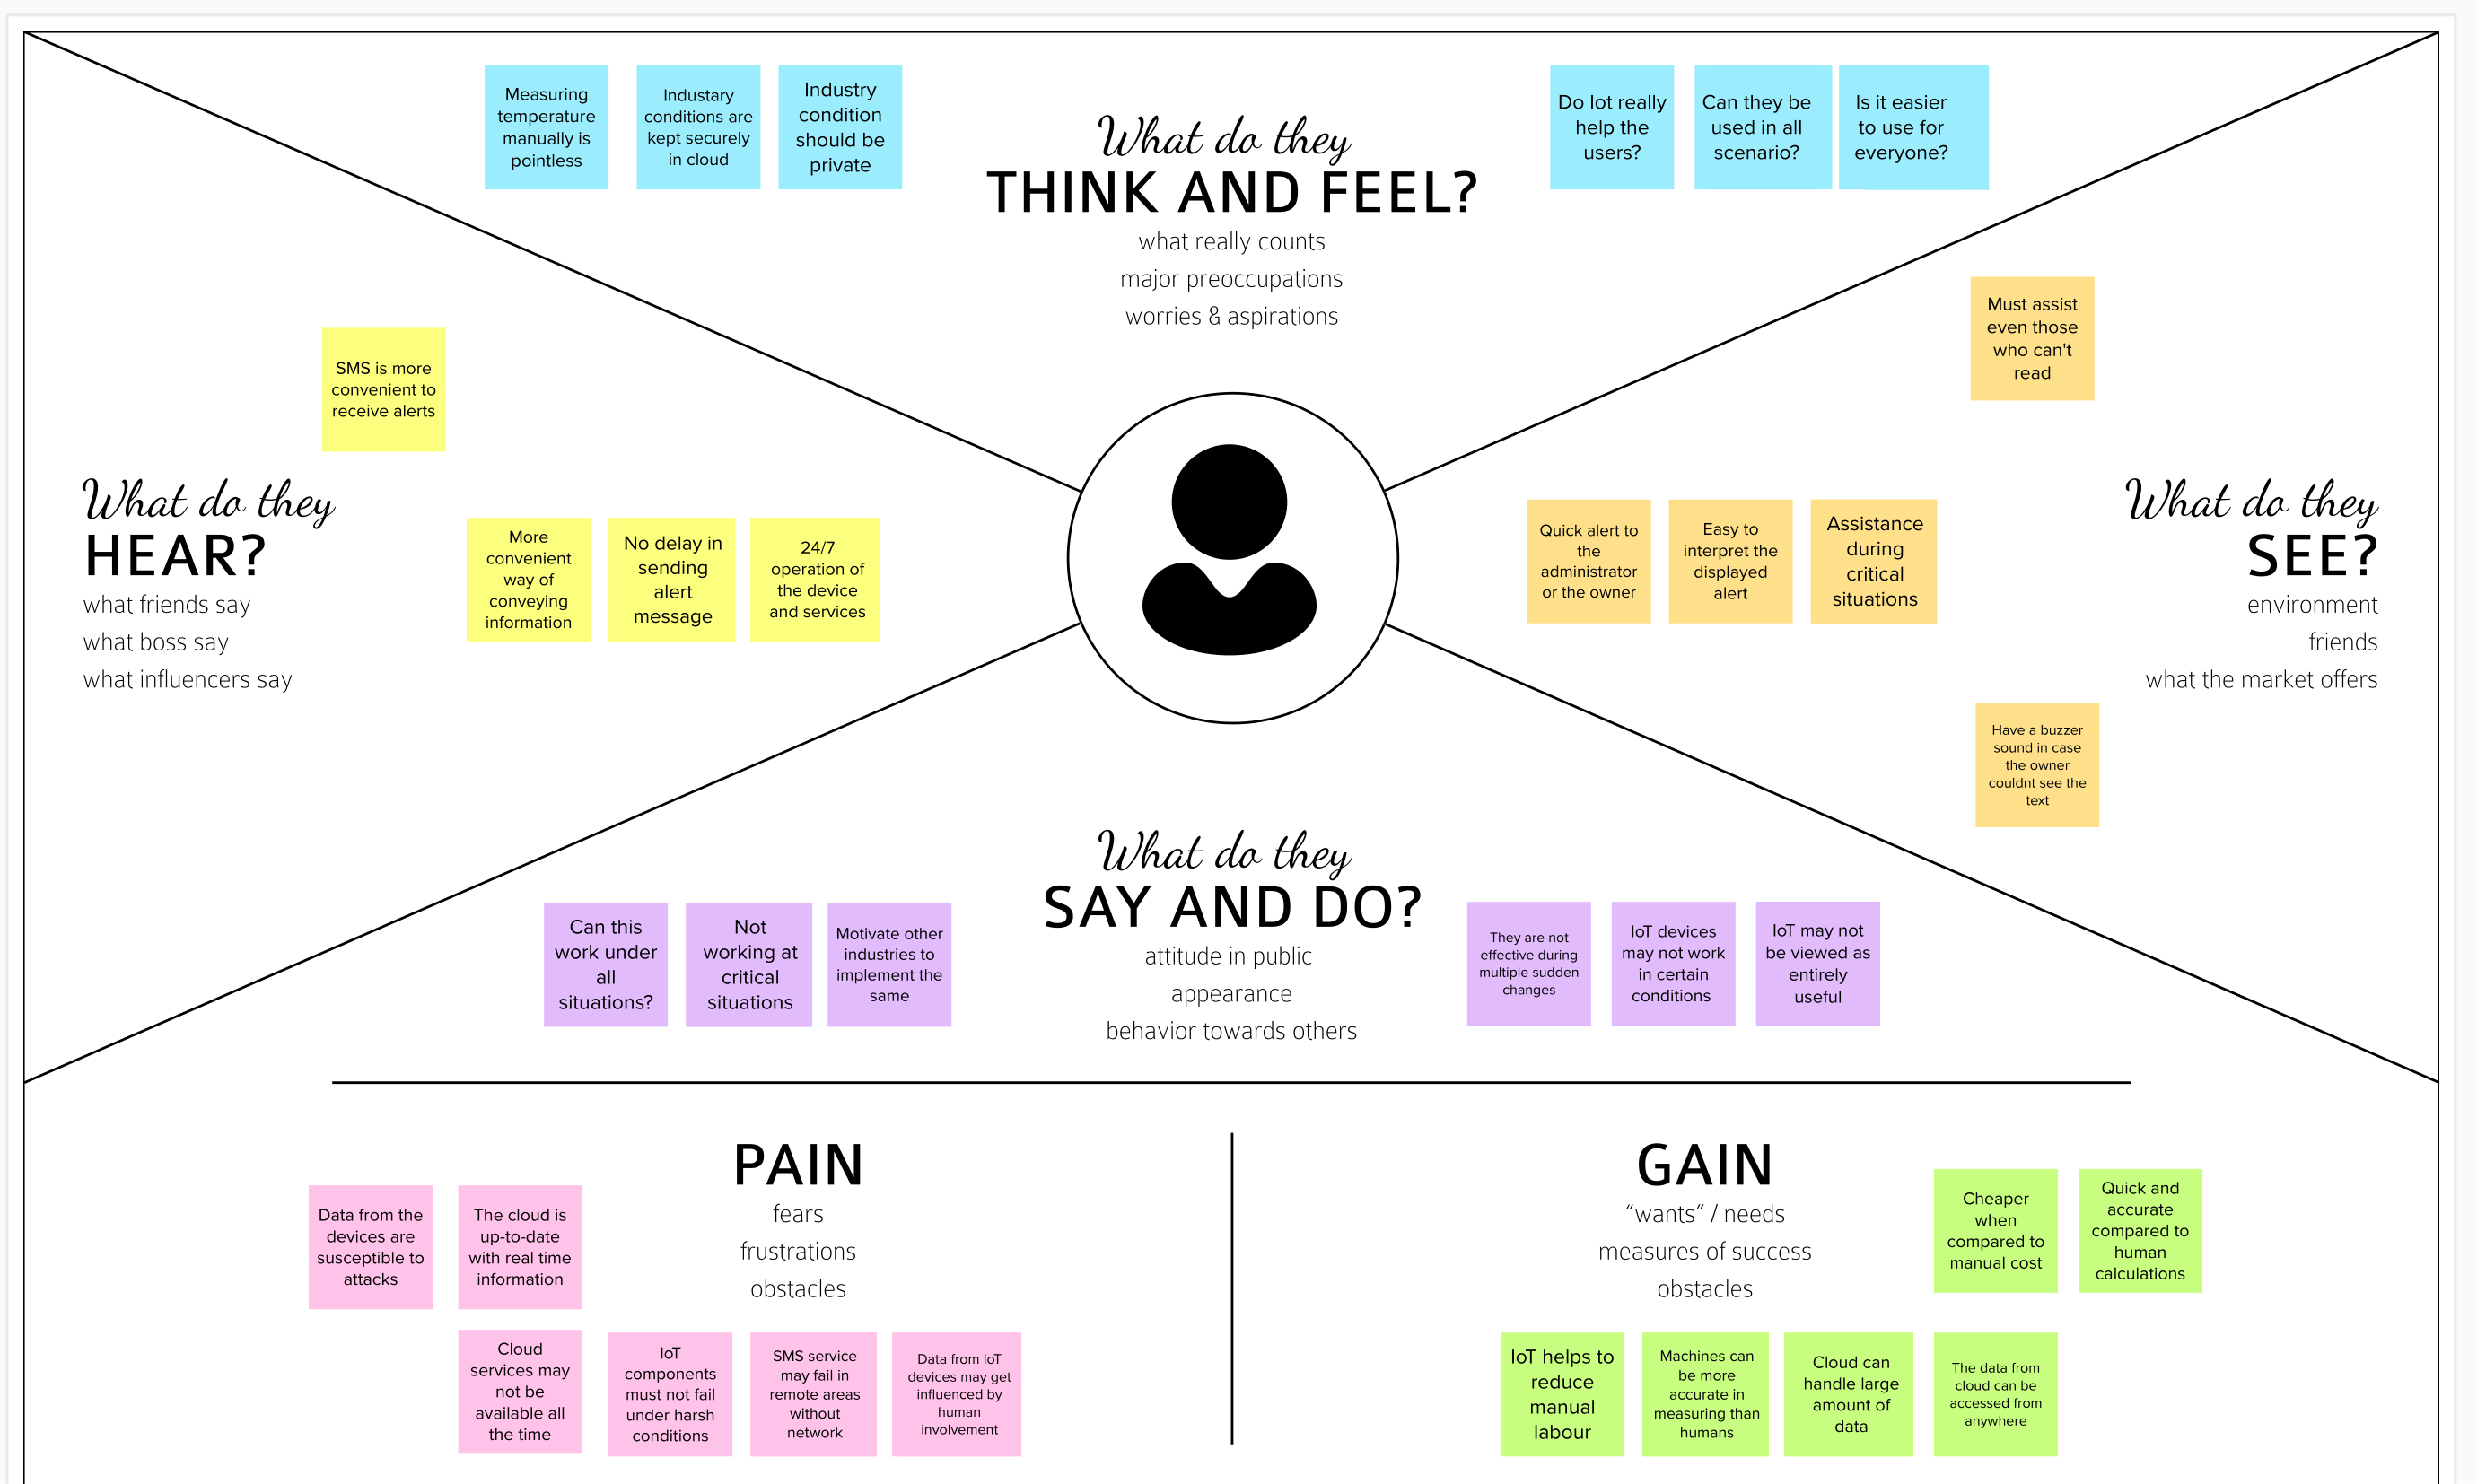 Measuring
temperature
manually is
pointless
Industary
conditions are
kept securely
in cloud
Industry
condition
should be
private
What do they
THINK AND FEEL?
what really counts
major preoccupations
worries & aspirations
Do Iot really
help the
users?
Can they be
used in all
scenario?
Is it easier
to use for
everyone?
SMS is more
convenient to
receive alerts
What do they
HEAR?
what friends say
what boss say
what influencers say
More
convenient
way of
conveying
information
No delay in
sending
alert
message
24/7
operation of
the device
and services
Must assist
even those
who can't
read
Quick alert to
the
administrator
or the owner
Easy to
interpret the
displayed
alert
Assistance
during
critical
situations
What do they
SEE?
environment
friends
what the market offers
Have a buzzer
sound in case
the owner
couldnt see the
text
What do they
SAY AND DO?
attitude in public
appearance
behavior towards others
Can this
work under
all
situations?
Not
working at
critical
situations
Motivate other
industries to
implement the
same
They are not
effective during
multiple sudden
changes
IoT devices
may not work
in certain
conditions
IoT may not
be viewed as
entirely
useful
PAIN
fears
frustrations
obstacles
Data from the
devices are
susceptible to
attacks
The cloud is
up-to-date
with real time
information
Cloud
services may
not be
available all
the time
IoT
components
must not fail
under harsh
conditions
SMS service
may fail in
remote areas
without
network
Data from IoT
devices may get
influenced by
human
involvement
GAIN
“wants” / needs
measures of success
obstacles
Cheaper
when
compared to
manual cost
Quick and
accurate
compared to
human
calculations
IoT helps to
reduce
manual
labour
Machines can
be more
accurate in
measuring than
humans
Cloud can
handle large
amount of
data
The data from
cloud can be
accessed from
anywhere